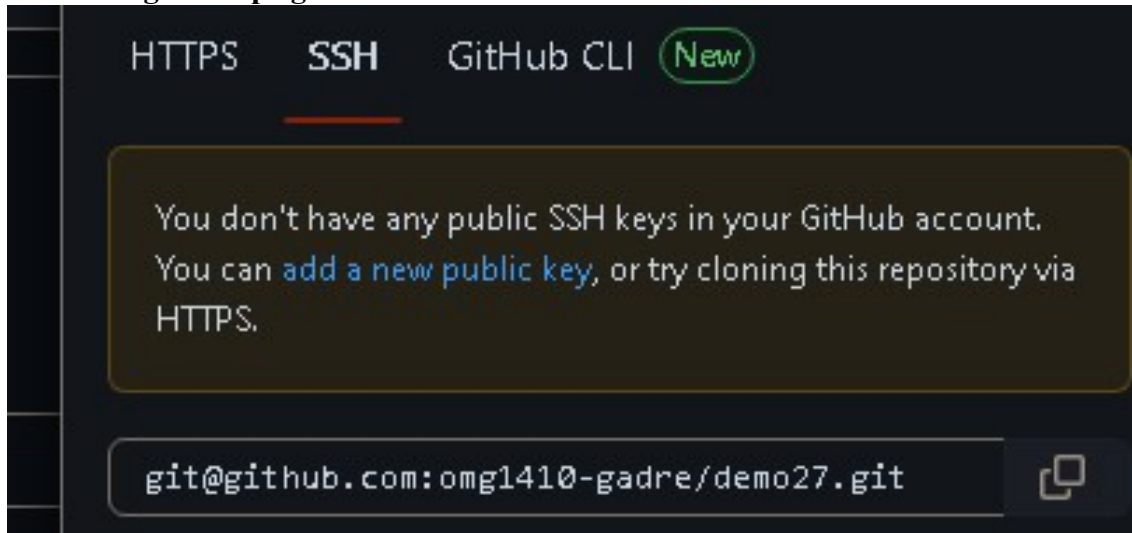 HTTPS SSH GitHub CLI New
You don't have any public SSH keys in your GitHub account.
You can add a new public key, or try cloning this repository via
HTTPS.
git@github.com:omg1410-gadre/demo27.git